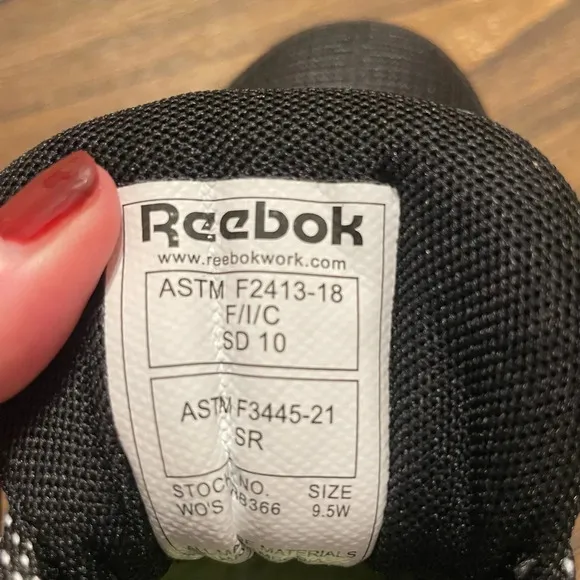 Reebok
www.reebokwork.com
ASTM F2413-18
F/I/C
SD 10
ASTM F3445-21
SR
STOCK NO. SIZE
WO'S 9.5W
MATERIALS